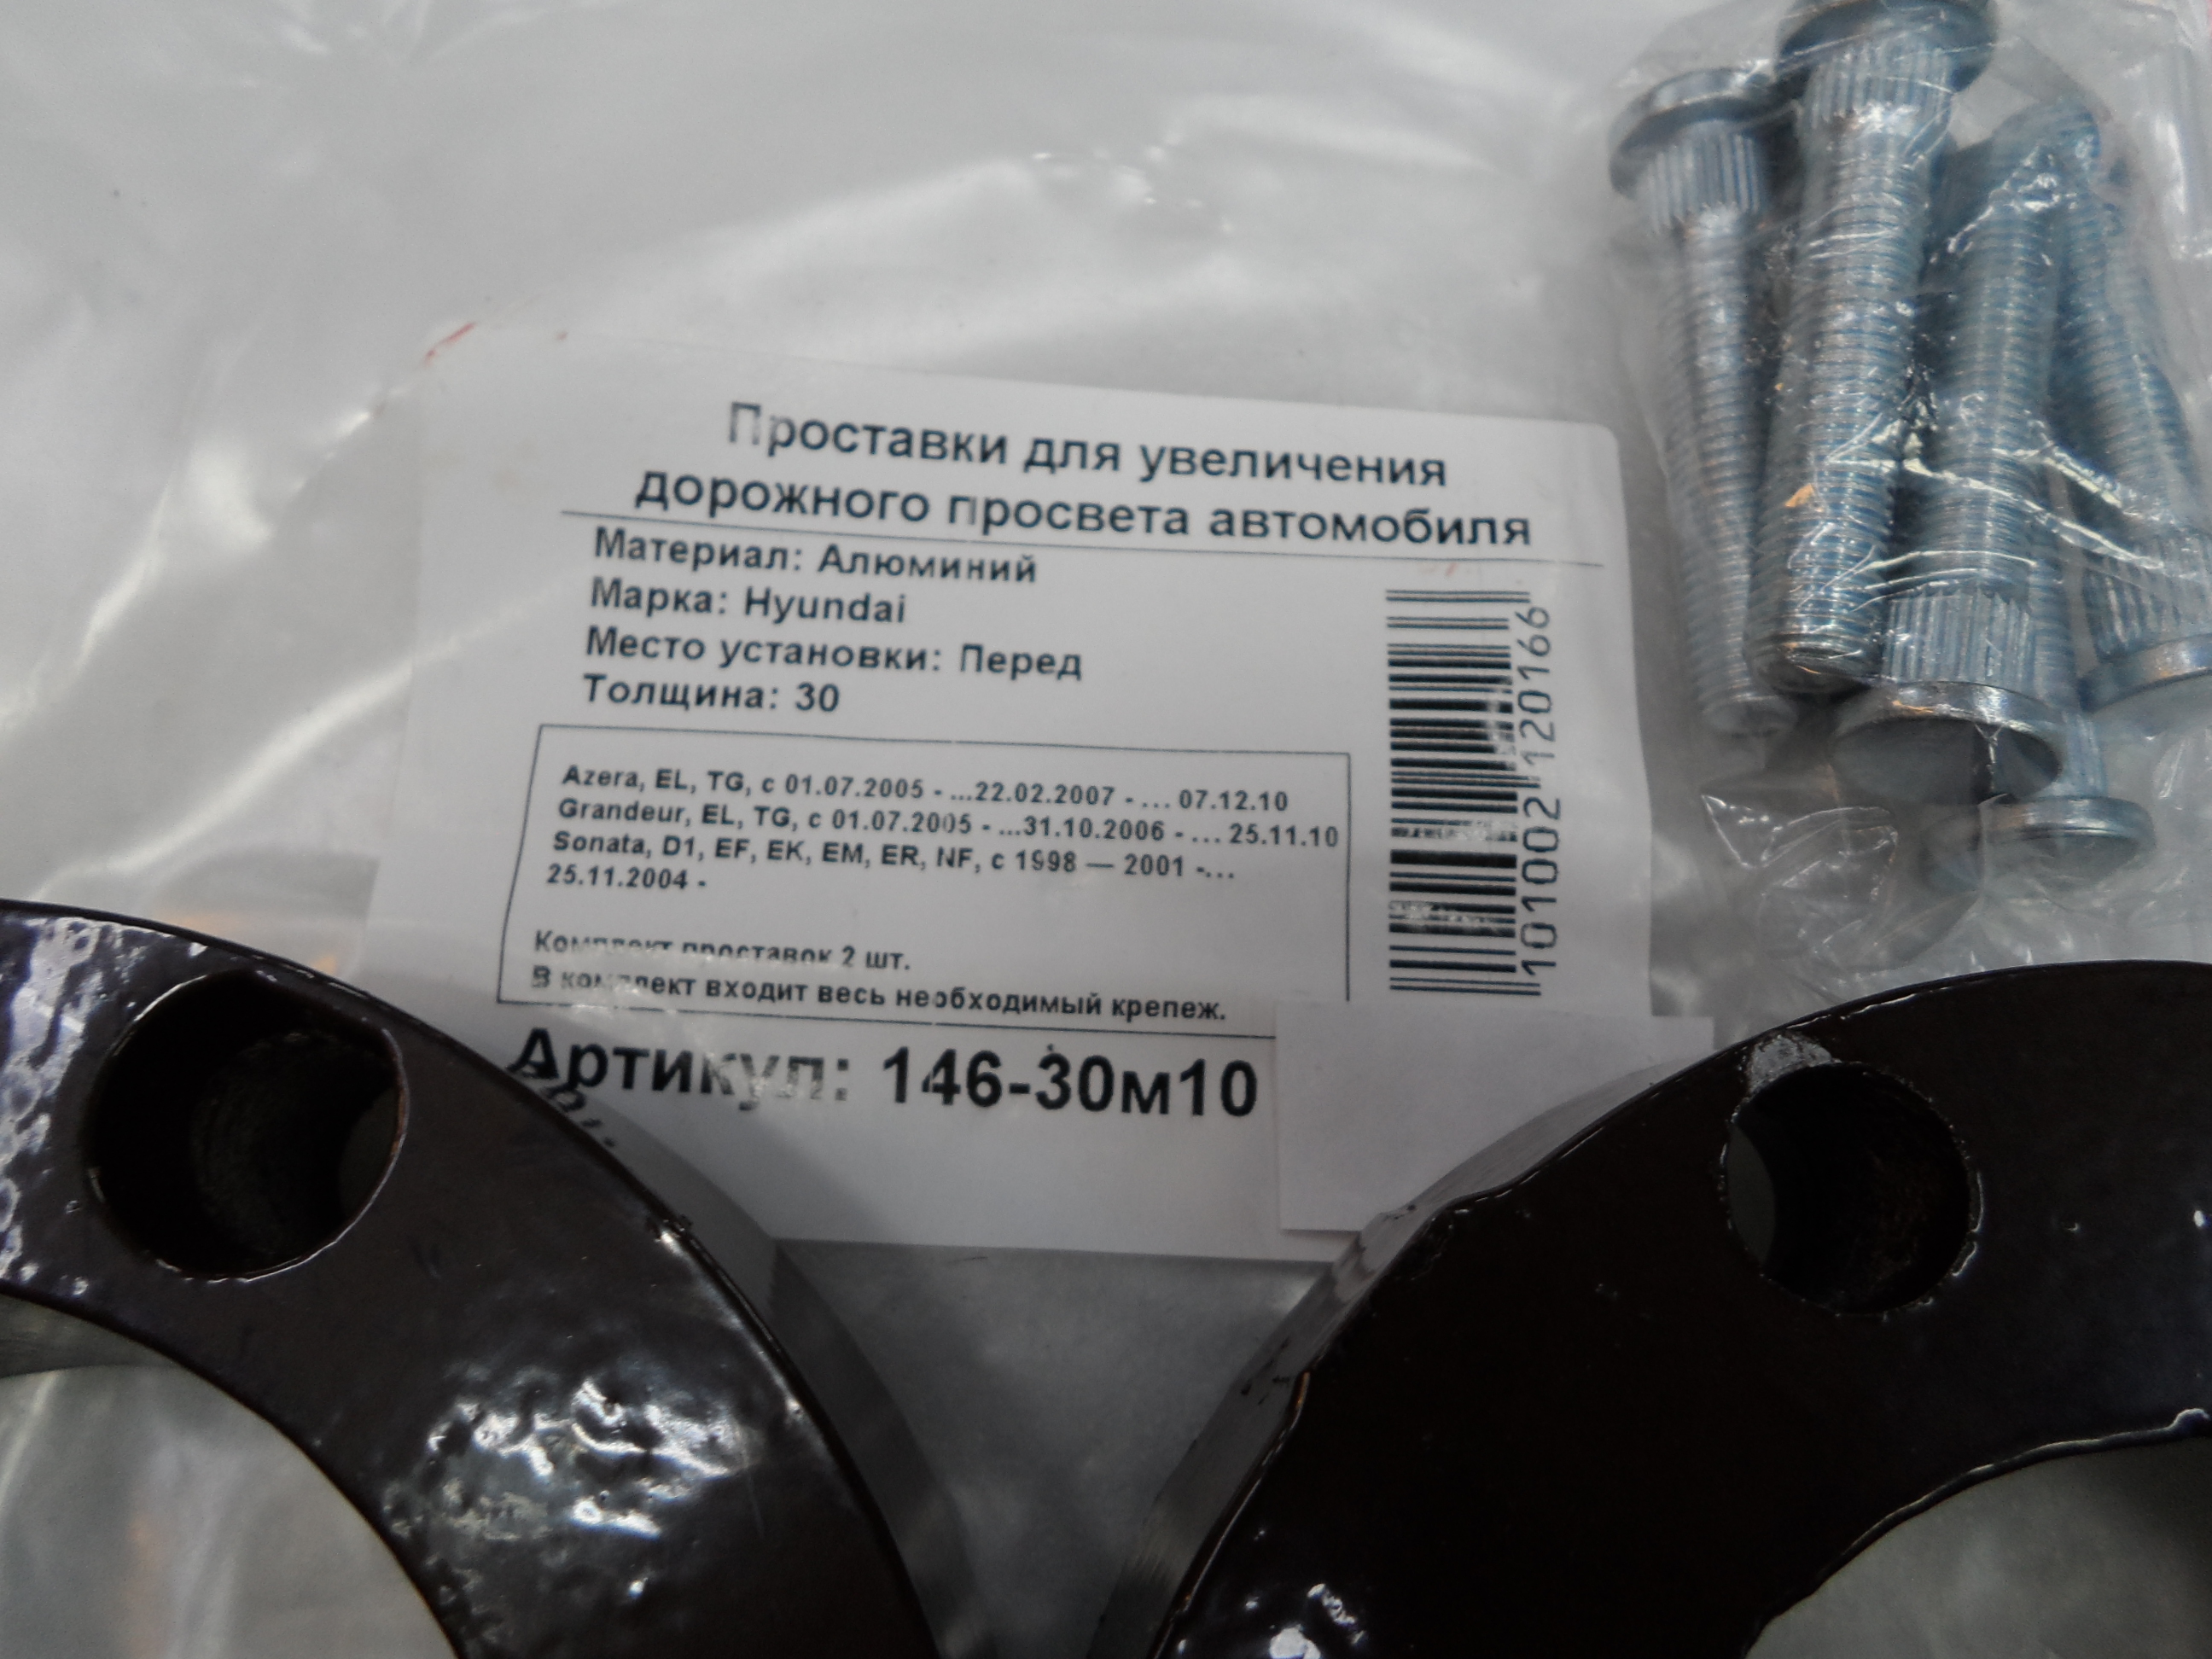 Проставки для увеличения
дорожного просвета автомобиля
Материал: Алюминий
Марка: Hyundai
Место установки: Перед
Толщина: 30
Azera, EL, TG, с 01.07.2005 - ...22.02.2007 - ... 07.12.10
Grandeur, EL, TG, с 01.07.2005 - ...31.10.2006 - ... 25.11.10
Sonata, D1, EF, EK, EM, ER, NF, с 1998 — 2001 -...
25.11.2004 -
Комплект проставок 2 шт.
В комплект входит весь необходимый крепеж.
Артикул: 146-30м10
101002 120166